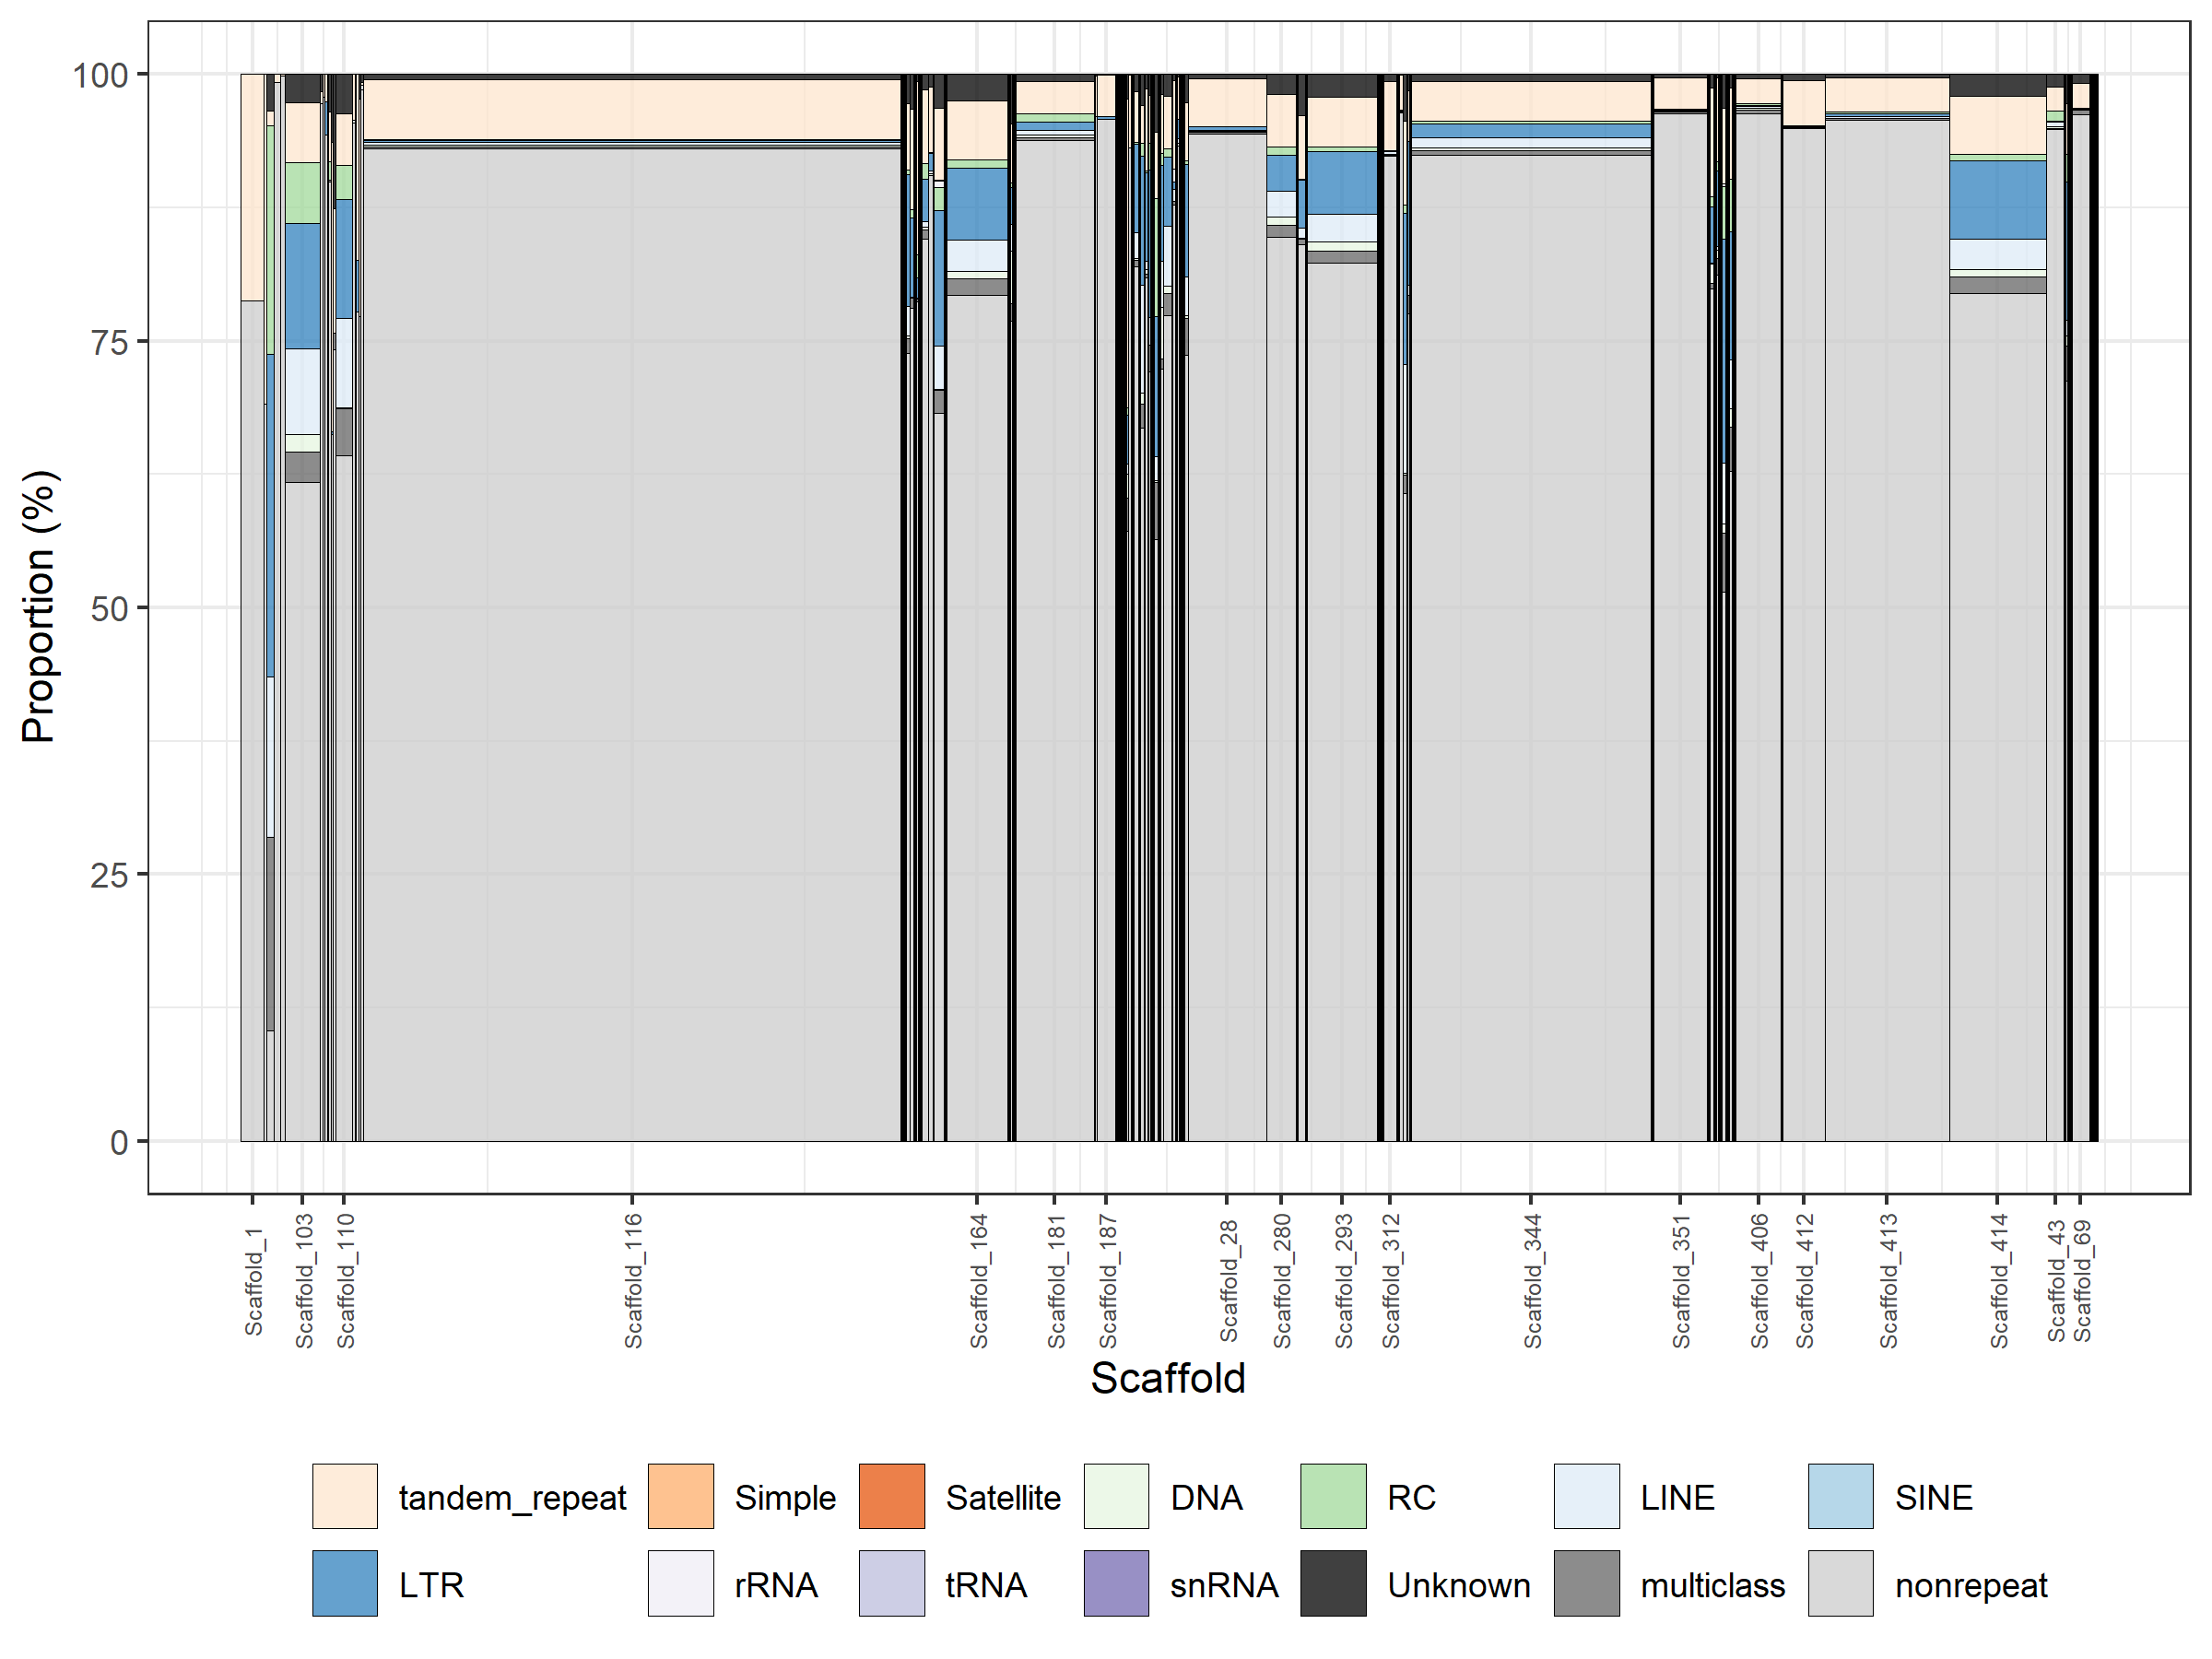 Proportion (%)
100
75
50
25
0
Scaffold_1
Scaffold_103
Scaffold_110
Scaffold_116
Scaffold_164
Scaffold_181
Scaffold_187
Scaffold_28
Scaffold_280
Scaffold_293
Scaffold_312
Scaffold_344
Scaffold_351
Scaffold_406
Scaffold_412
Scaffold_413
Scaffold_414
Scaffold_43
Scaffold_69
Scaffold
tandem_repeat Simple Satellite DNA RC LINE SINE
LTR rRNA tRNA snRNA Unknown multiclass nonrepeat